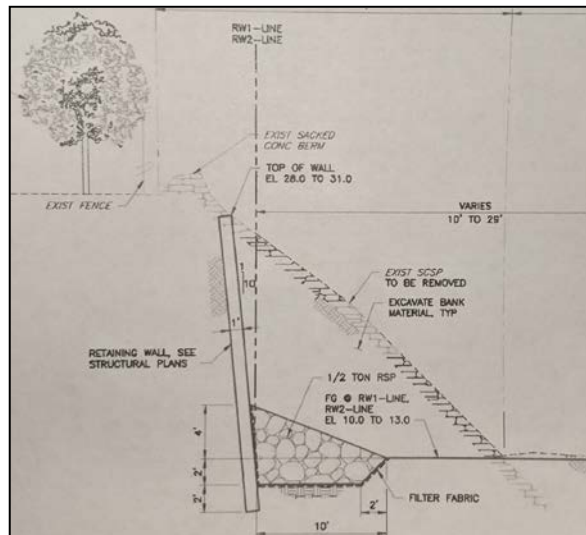 RW1-LINE
RW2-LINE
EXIST SACKED
CONC BERM
TOP OF WALL
EL 28.0 TO 31.0
EXIST FENCE
VARIES
10' TO 29'
1
10
EXIST SCSP
TO BE REMOVED
EXCAVATE BANK
MATERIAL, TYP
1'
RETAINING WALL, SEE
STRUCTURAL PLANS
1/2 TON RSP
FG @ RW1-LINE,
RW2-LINE
EL 10.0 TO 13.0
4'
2'
2'
2'
FILTER FABRIC
10'